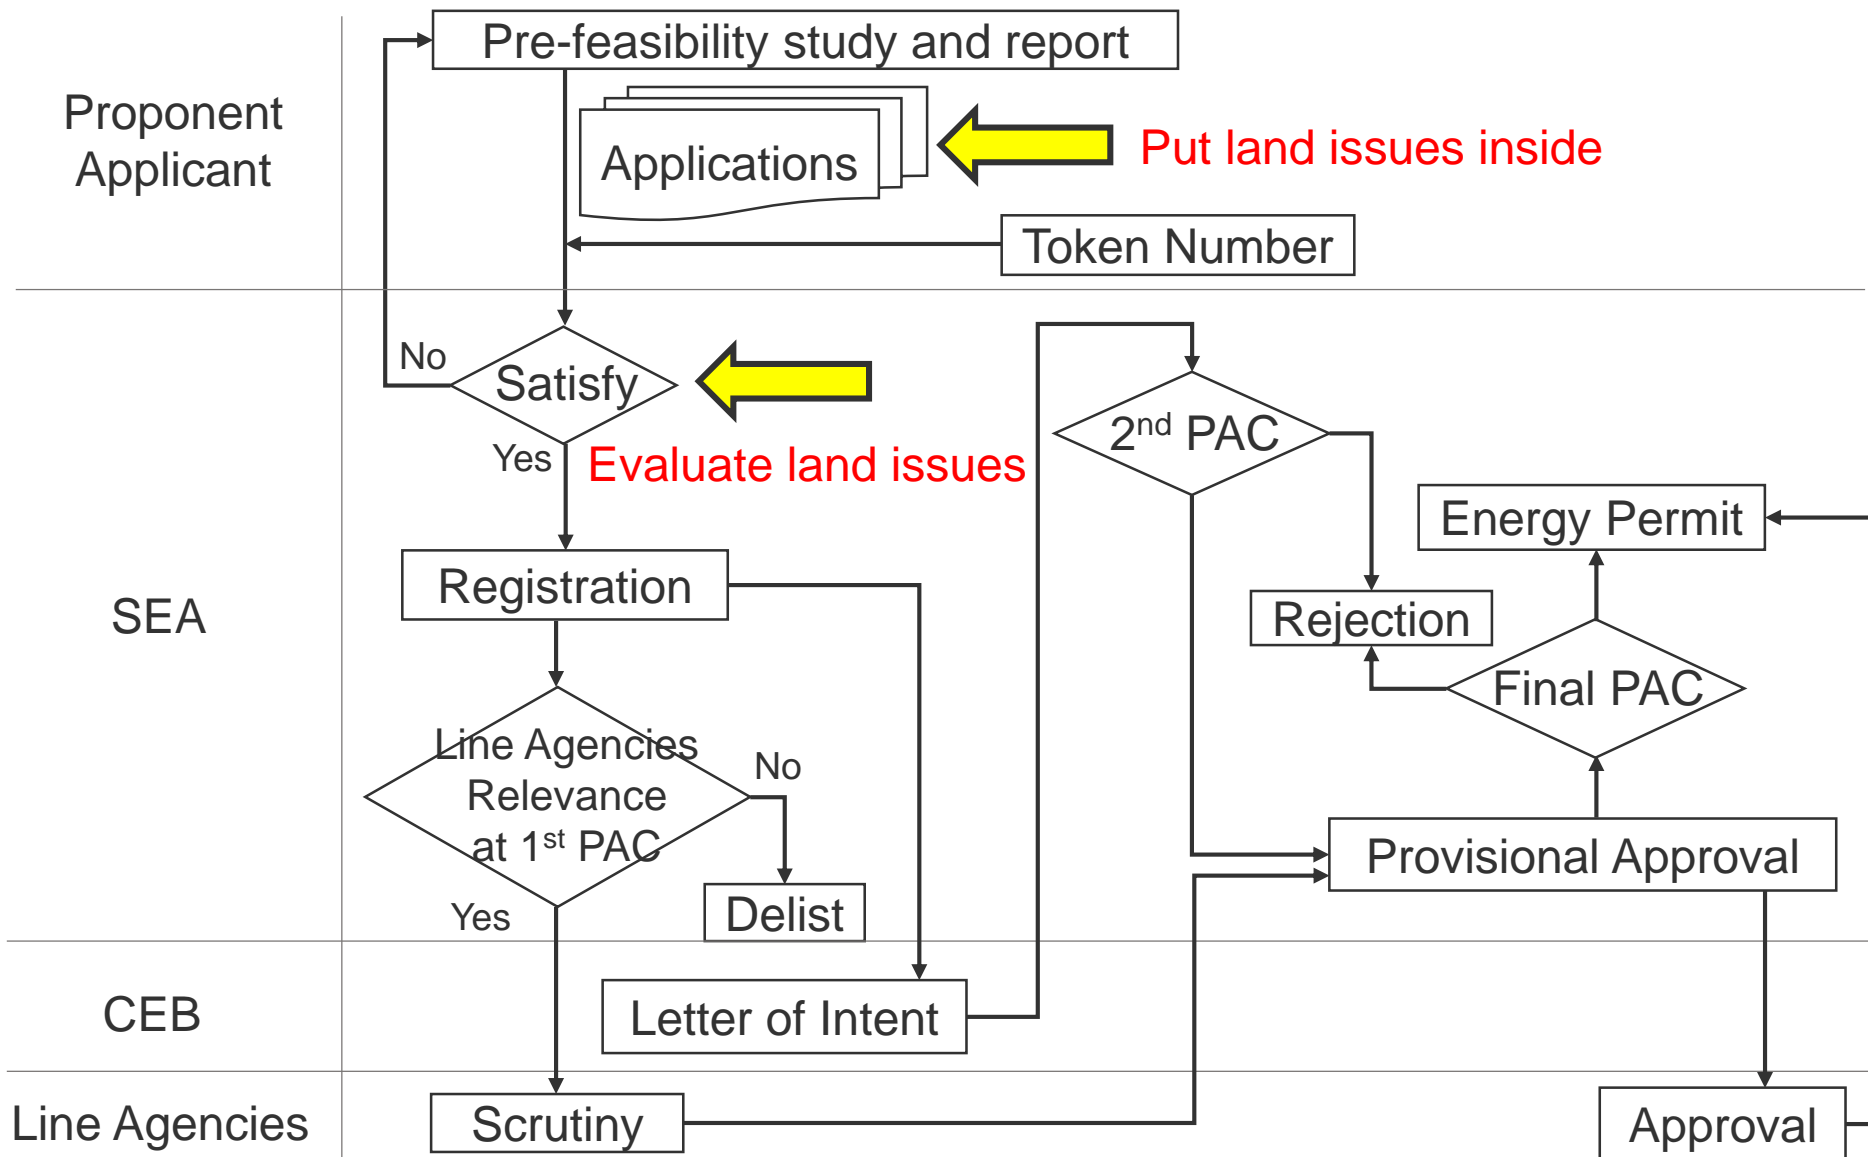 Pre-feasibility study and report
Proponent
Applicant
Applications
Put land issues inside
Token Number
No
Satisfy
Yes
Evaluate land issues
2nd PAC
Energy Permit
SEA
Registration
Rejection
Final PAC
Line Agencies
Relevance
at 1st PAC
No
Yes
Delist
Provisional Approval
CEB
Letter of Intent
Line Agencies
Scrutiny
Approval